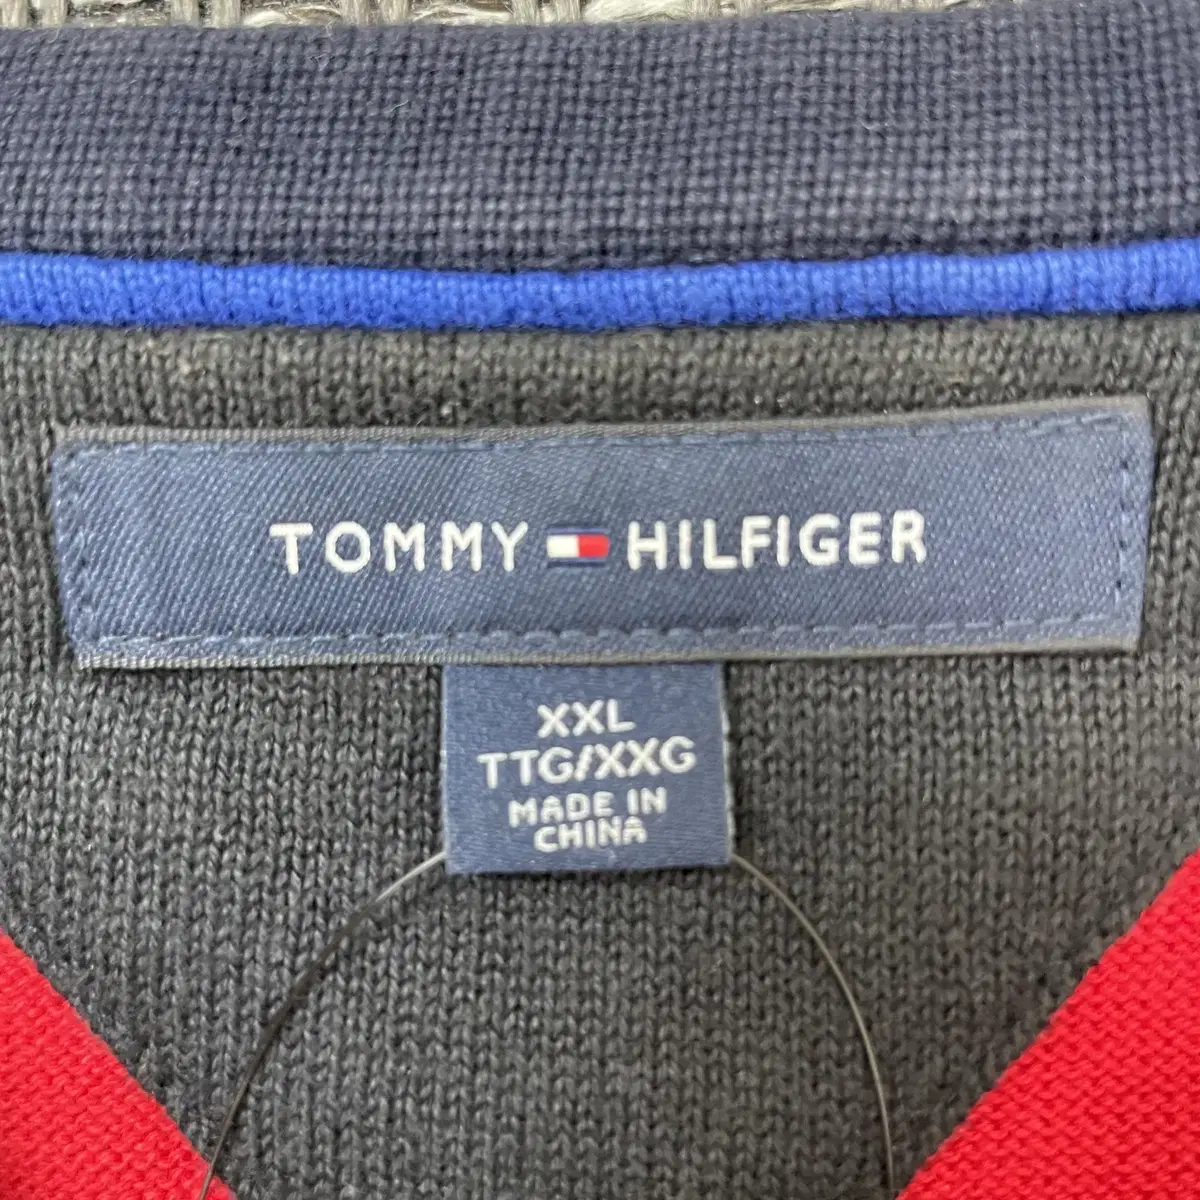 TOMMY HILFIGER
XXL
TTG/XXG
MADE IN
CHINA